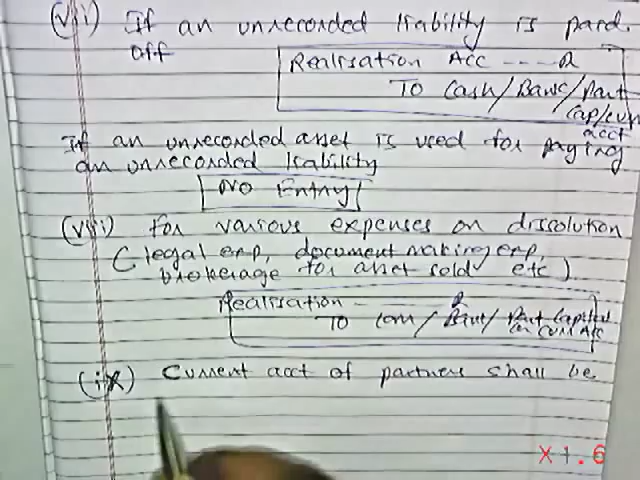 (vii) If an unrecorded liability is paid
off
Realisation Acc ---- Dr
To Cash/Bank/Part
Cap/Curr
acct
If an unrecorded asset is used for paying
an unrecorded liability
No Entry
(viii) for various expenses on dissolution
(legal exp, document making exp,
brokerage for asset sold etc)
Realisation ---- Dr
To Cash/Bank/Part Capital
or Curr Acc
(ix) Current acct of partners shall be
X1.6